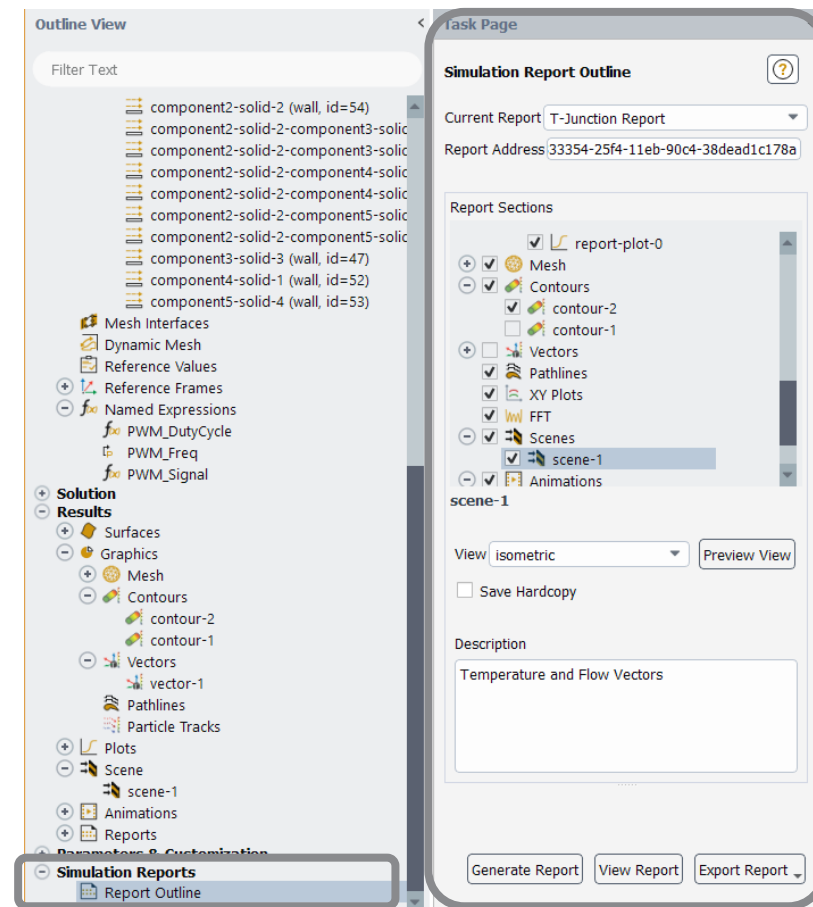 Outline View
<
Filter Text
component2-solid-2 (wall, id=54)
component2-solid-2-component3-solid
component2-solid-2-component3-solic
component2-solid-2-component4-solic
component2-solid-2-component4-solic
component2-solid-2-component5-solic
component2-solid-2-component5-solic
component3-solid-3 (wall, id=47)
component4-solid-1 (wall, id=52)
component5-solid-4 (wall, id=53)
Mesh Interfaces
Dynamic Mesh
Reference Values
Reference Frames
Named Expressions
PWM_DutyCycle
PWM_Freq
PWM_Signal
Solution
Results
Surfaces
Graphics
Mesh
Contours
contour-2
contour-1
Vectors
vector-1
Pathlines
Particle Tracks
Plots
Scene
scene-1
Animations
Reports
Parameters & Customization
Simulation Reports
Report Outline
Task Page
Simulation Report Outline
?
Current Report T-Junction Report
Report Address 33354-25f4-11eb-90c4-38dead1c178a
Report Sections
report-plot-0
Mesh
Contours
contour-2
contour-1
Vectors
Pathlines
XY Plots
FFT
Scenes
scene-1
Animations
scene-1
View isometric Preview View
Save Hardcopy
Description
Temperature and Flow Vectors
Generate Report View Report Export Report